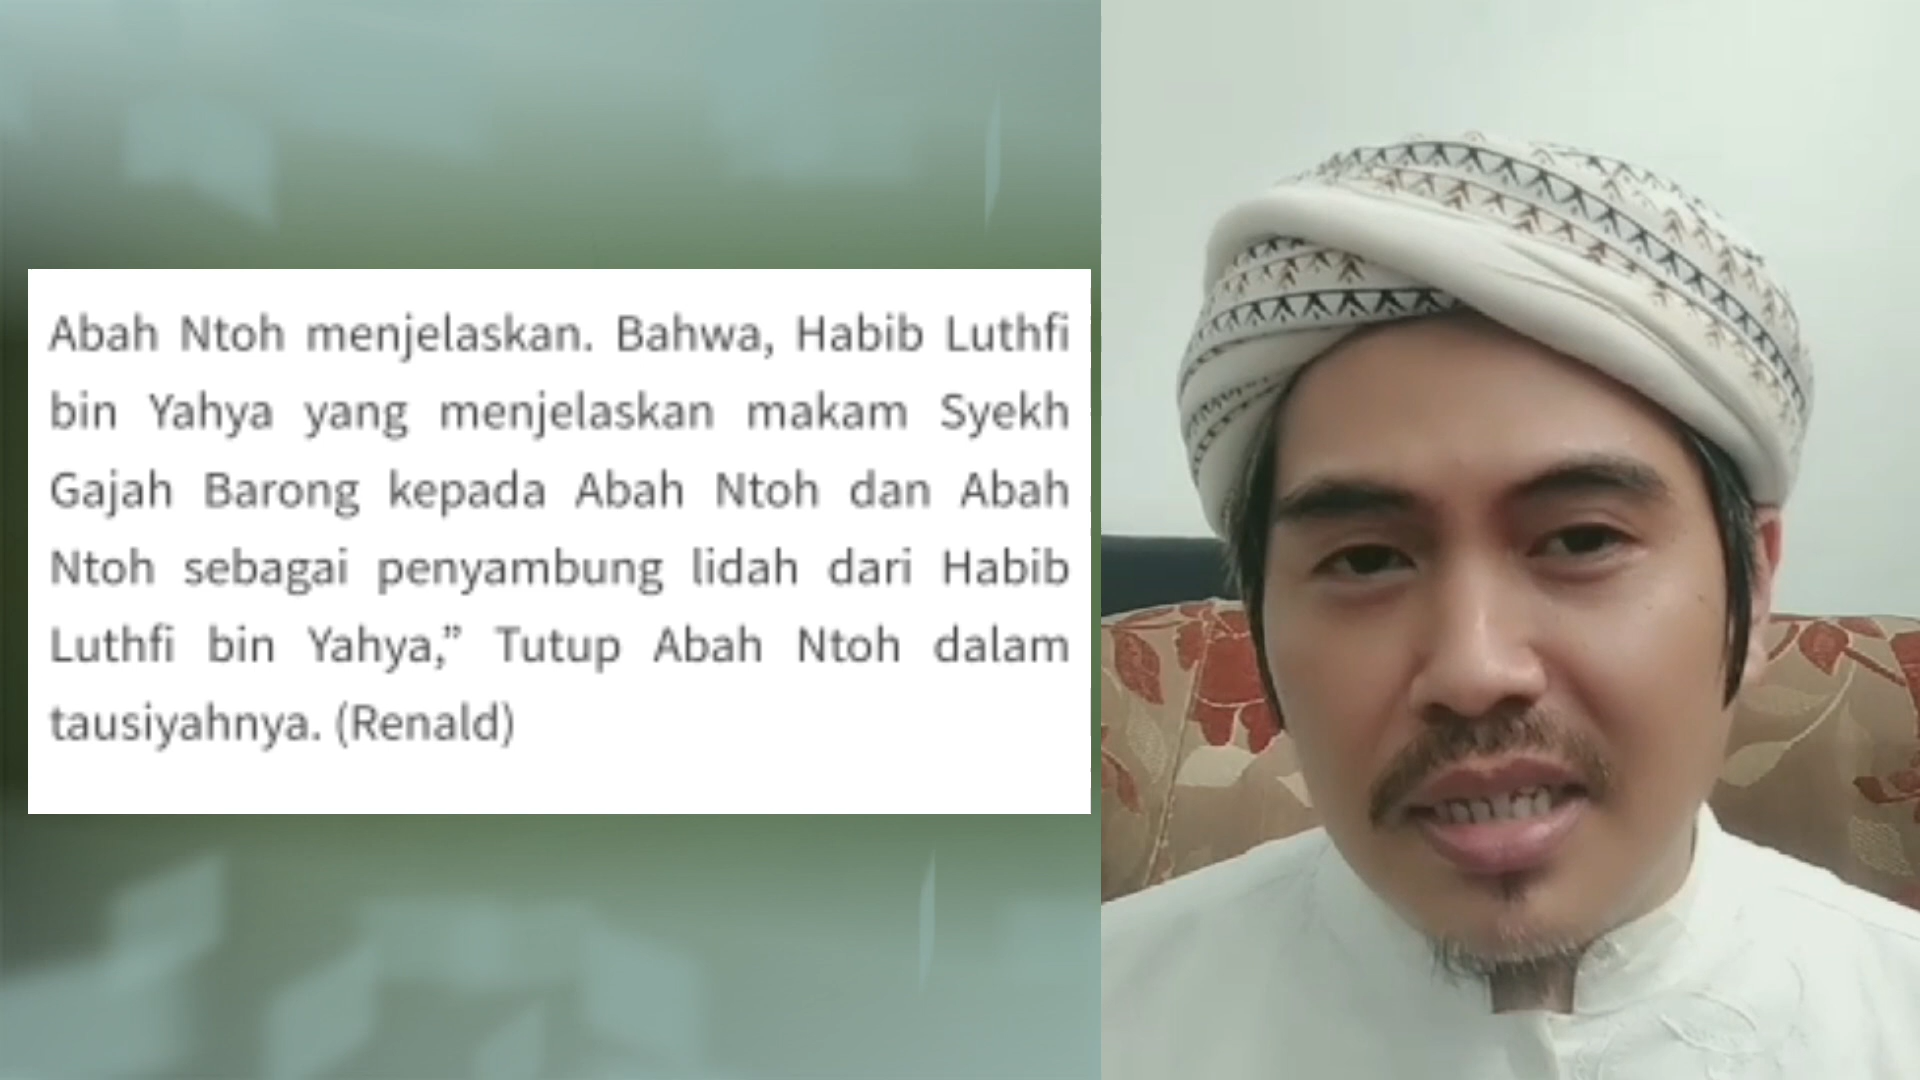 Abah Ntoh menjelaskan. Bahwa, Habib Luthfi
bin Yahya yang menjelaskan makam Syekh
Gajah Barong kepada Abah Ntoh dan Abah
Ntoh sebagai penyambung lidah dari Habib
Luthfi bin Yahya,” Tutup Abah Ntoh dalam
tausiyahnya. (Renald)